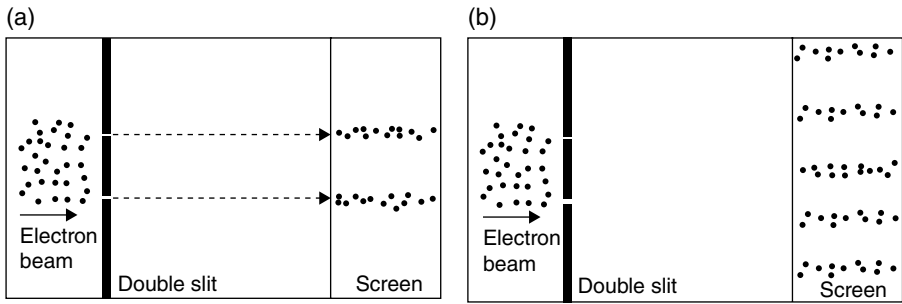 (a)
Electron
beam
Double slit
Screen
(b)
Electron
beam
Double slit
Screen